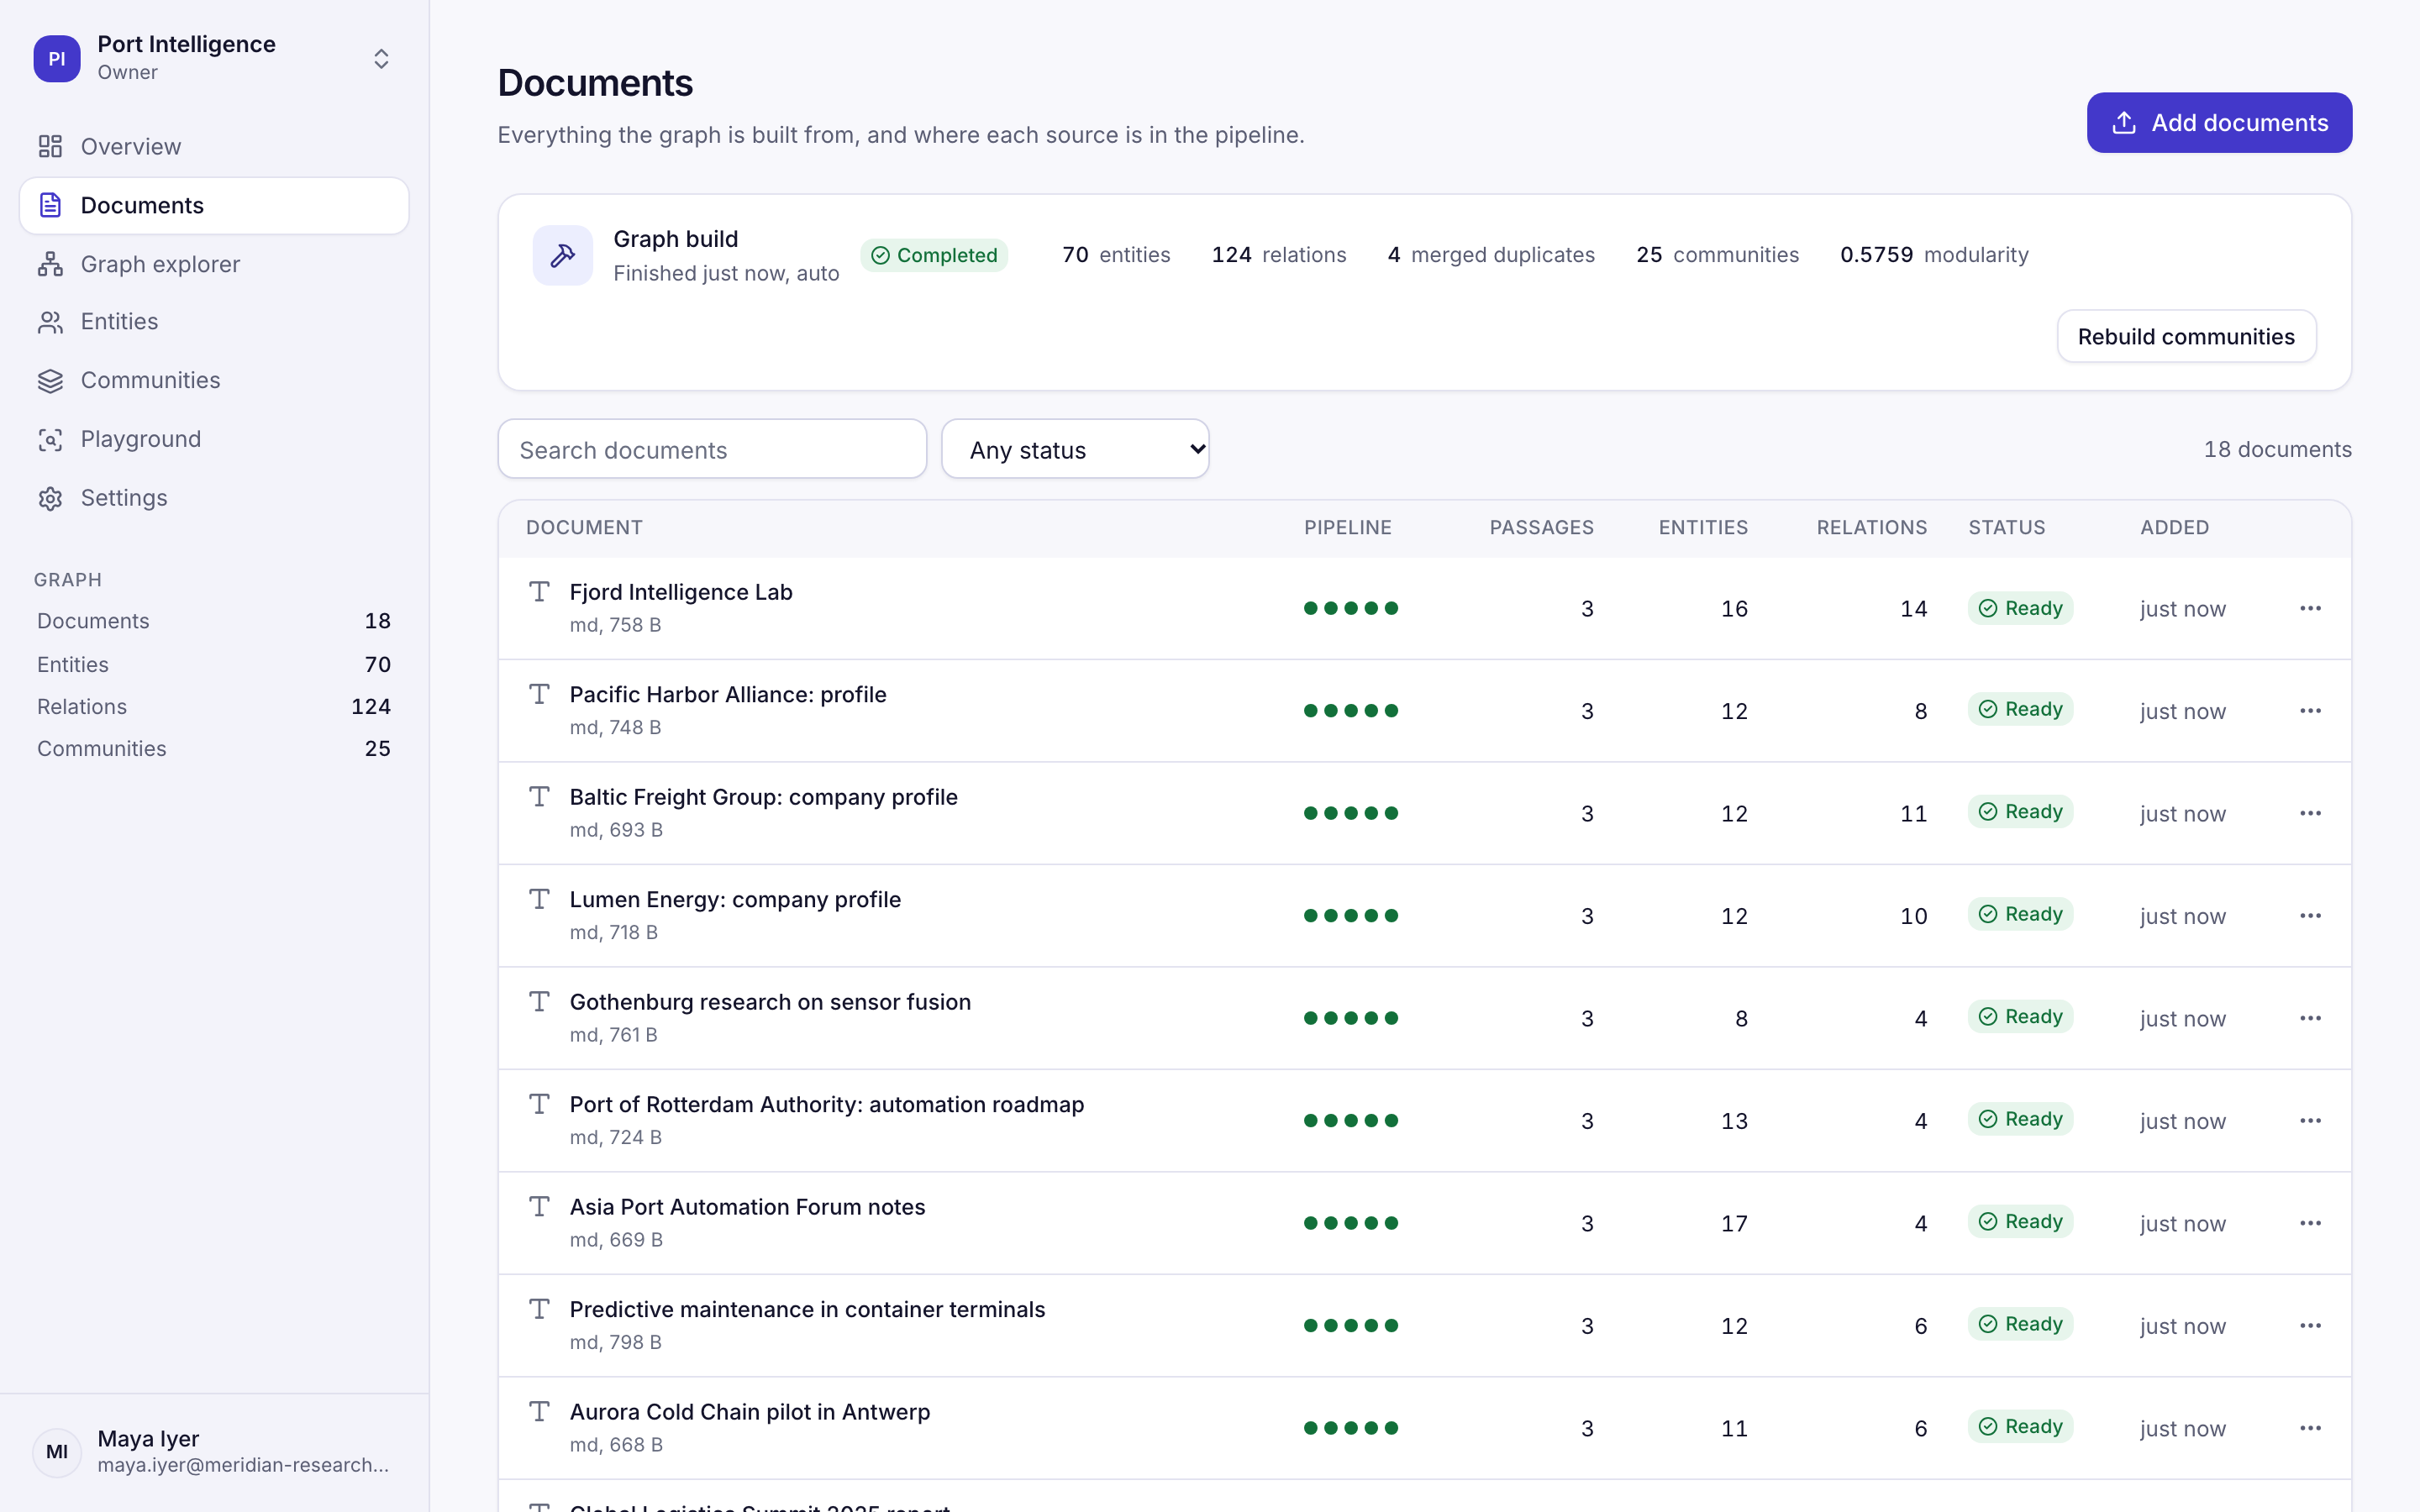 PI Port Intelligence
Owner
Overview
Documents
Graph explorer
Entities
Communities
Playground
Settings
GRAPH
Documents 18
Entities 70
Relations 124
Communities 25
MI Maya Iyer
maya.iyer@meridian-research...
Documents
Everything the graph is built from, and where each source is in the pipeline.
Add documents
Graph build
Finished just now, auto
Completed
70 entities 124 relations 4 merged duplicates 25 communities 0.5759 modularity
Rebuild communities
Search documents Any status 18 documents
DOCUMENT PIPELINE PASSAGES ENTITIES RELATIONS STATUS ADDED
Fjord Intelligence Lab 3 16 14 Ready just now
md, 758 B
Pacific Harbor Alliance: profile 3 12 8 Ready just now
md, 748 B
Baltic Freight Group: company profile 3 12 11 Ready just now
md, 693 B
Lumen Energy: company profile 3 12 10 Ready just now
md, 718 B
Gothenburg research on sensor fusion 3 8 4 Ready just now
md, 761 B
Port of Rotterdam Authority: automation roadmap 3 13 4 Ready just now
md, 724 B
Asia Port Automation Forum notes 3 17 4 Ready just now
md, 669 B
Predictive maintenance in container terminals 3 12 6 Ready just now
md, 798 B
Aurora Cold Chain pilot in Antwerp 3 11 6 Ready just now
md, 668 B
Global Logistics Summit 2025 report